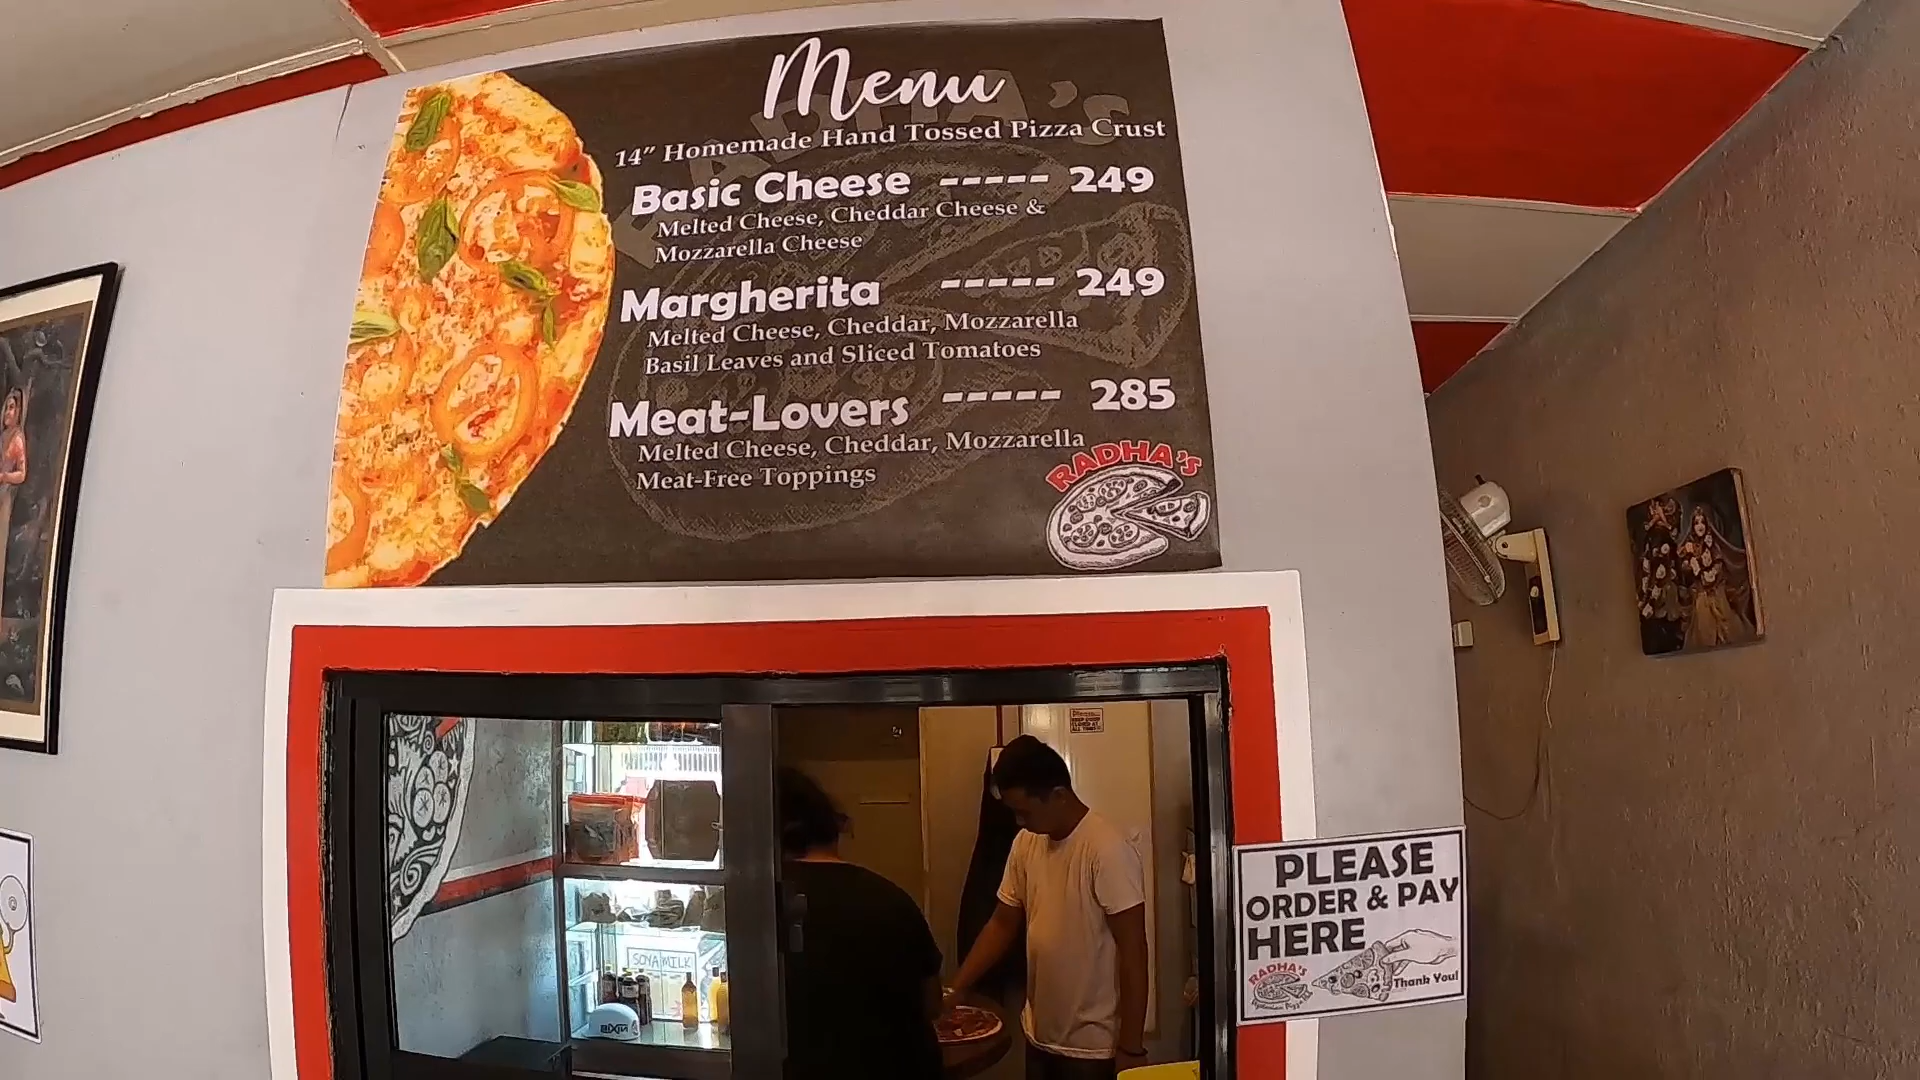 Menu
14" Homemade Hand Tossed Pizza Crust
Basic Cheese ----- 249
Melted Cheese, Cheddar Cheese &
Mozzarella Cheese
Margherita ----- 249
Melted Cheese, Cheddar, Mozzarella
Basil Leaves and Sliced Tomatoes
Meat-Lovers ----- 285
Melted Cheese, Cheddar, Mozzarella
Meat-Free Toppings
RADHA'S
SOYA MILK
PLEASE
ORDER & PAY
HERE
RADHA'S
Thank You!